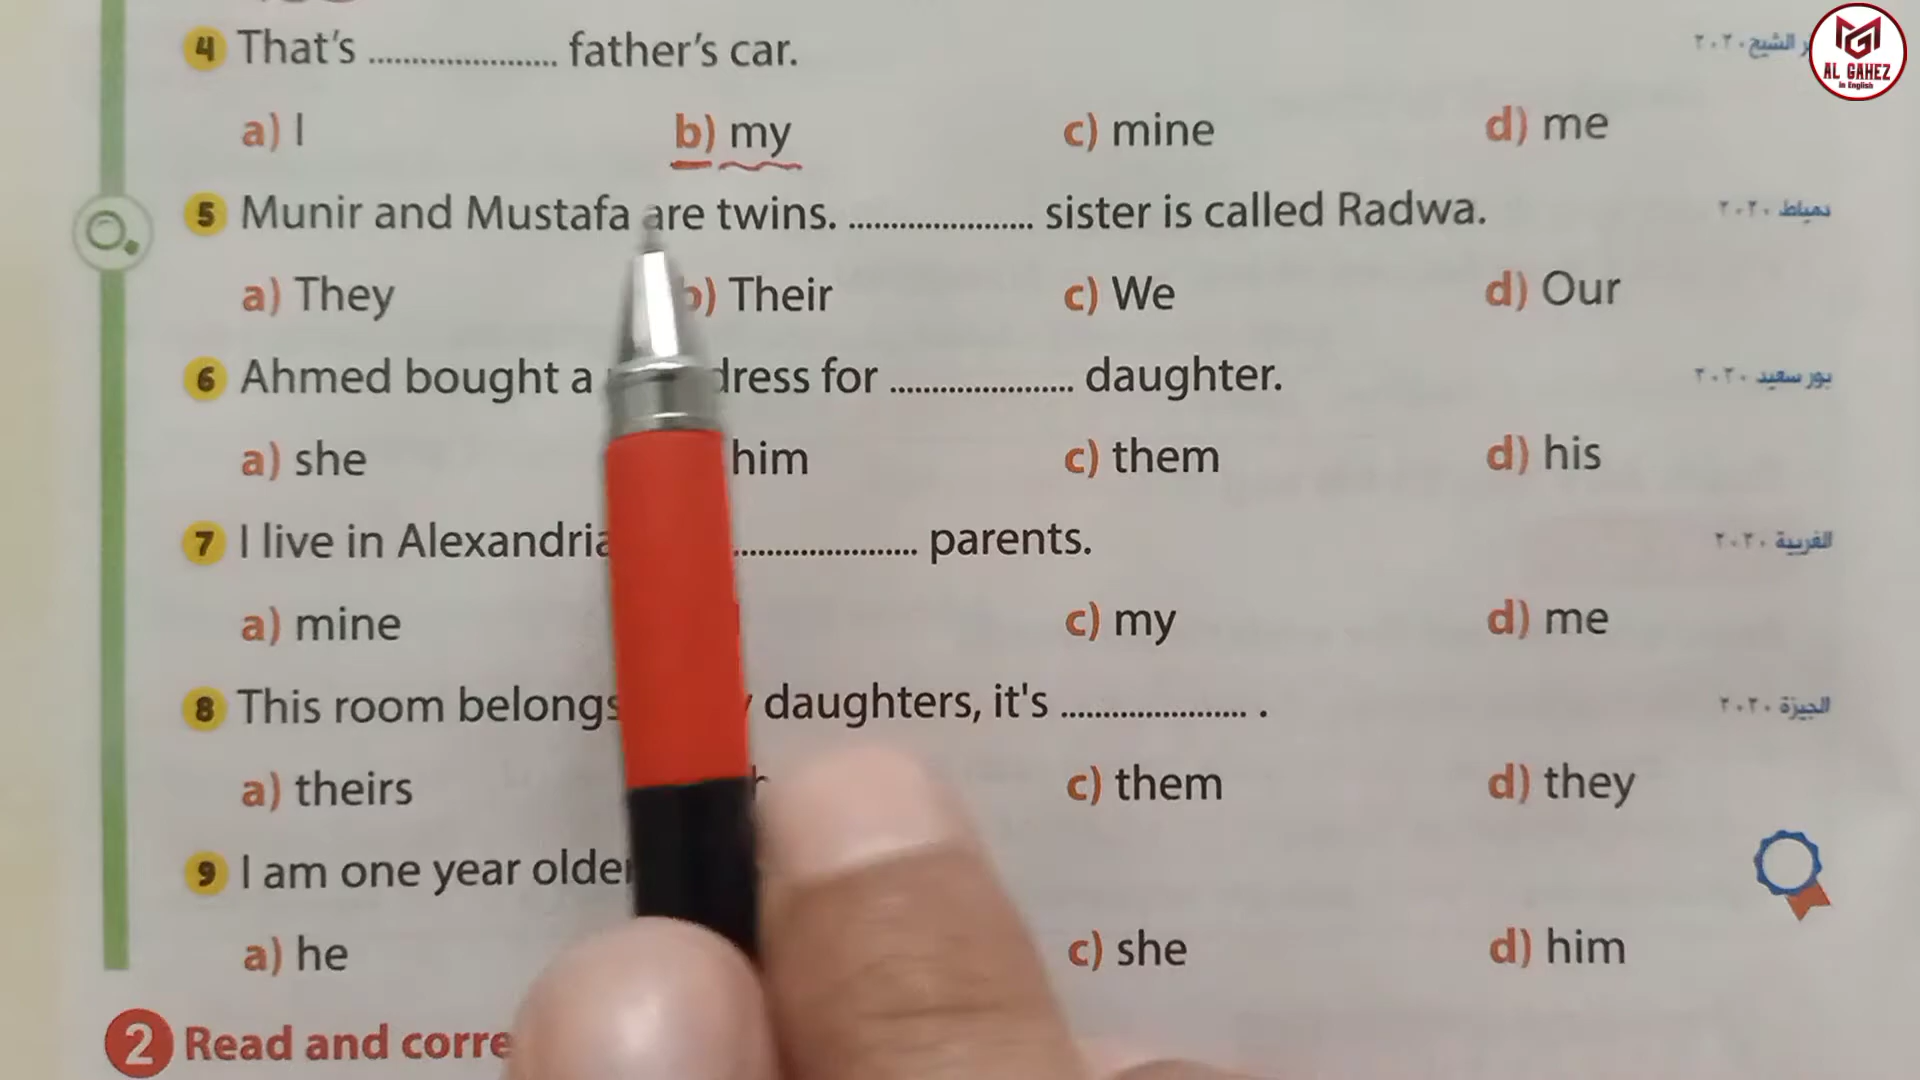 4 That's ..................... father's car. الشيخ ٢٠٢٠
a) I b) my c) mine d) me
5 Munir and Mustafa are twins. ..................... sister is called Radwa. دمياط ٢٠٢٠
a) They b) Their c) We d) Our
6 Ahmed bought a dress for ..................... daughter. بور سعيد ٢٠٢٠
a) she him c) them d) his
7 I live in Alexandria ..................... parents. الغربية ٢٠٢٠
a) mine c) my d) me
8 This room belongs daughters, it's ..................... . الجيزة ٢٠٢٠
a) theirs c) them d) they
9 I am one year older
a) he c) she d) him
2 Read and
AL GAHEZ
in English